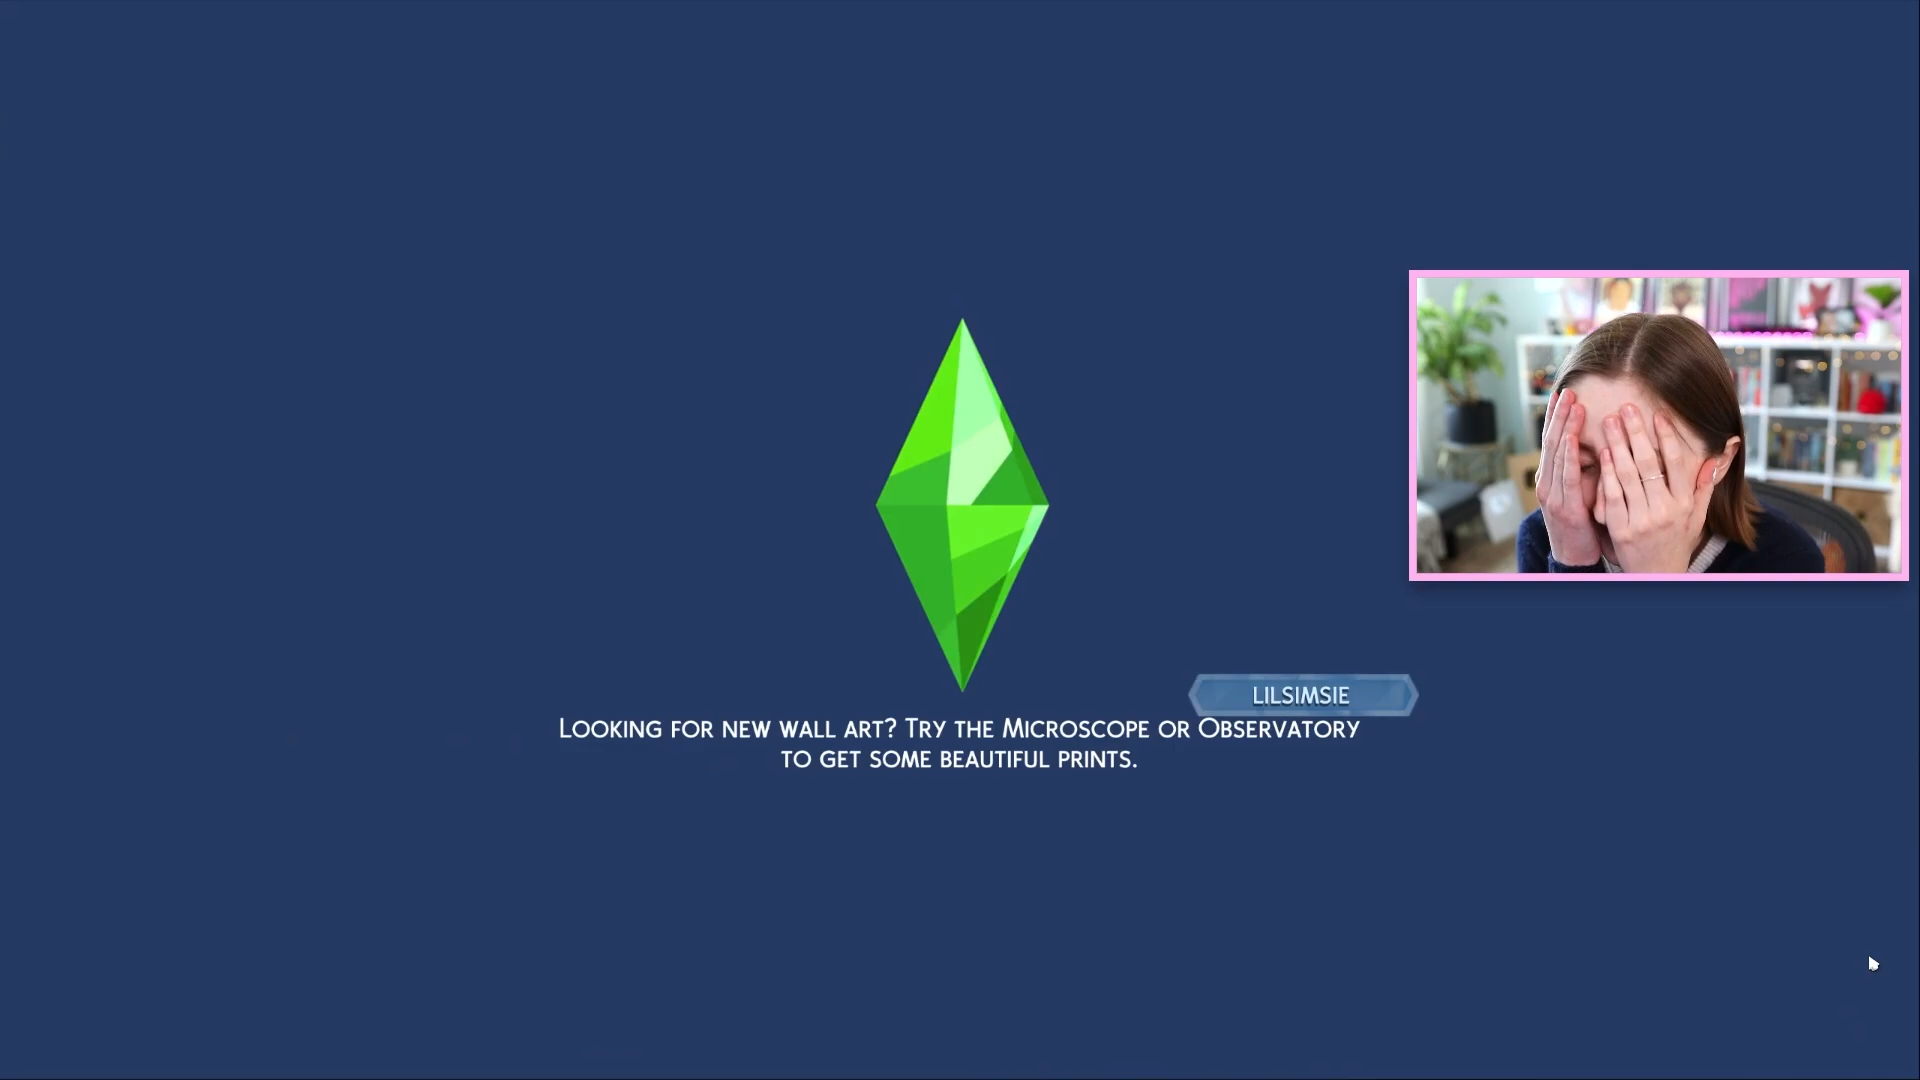 LILSIMSIE
LOOKING FOR NEW WALL ART? TRY THE MICROSCOPE OR OBSERVATORY
TO GET SOME BEAUTIFUL PRINTS.